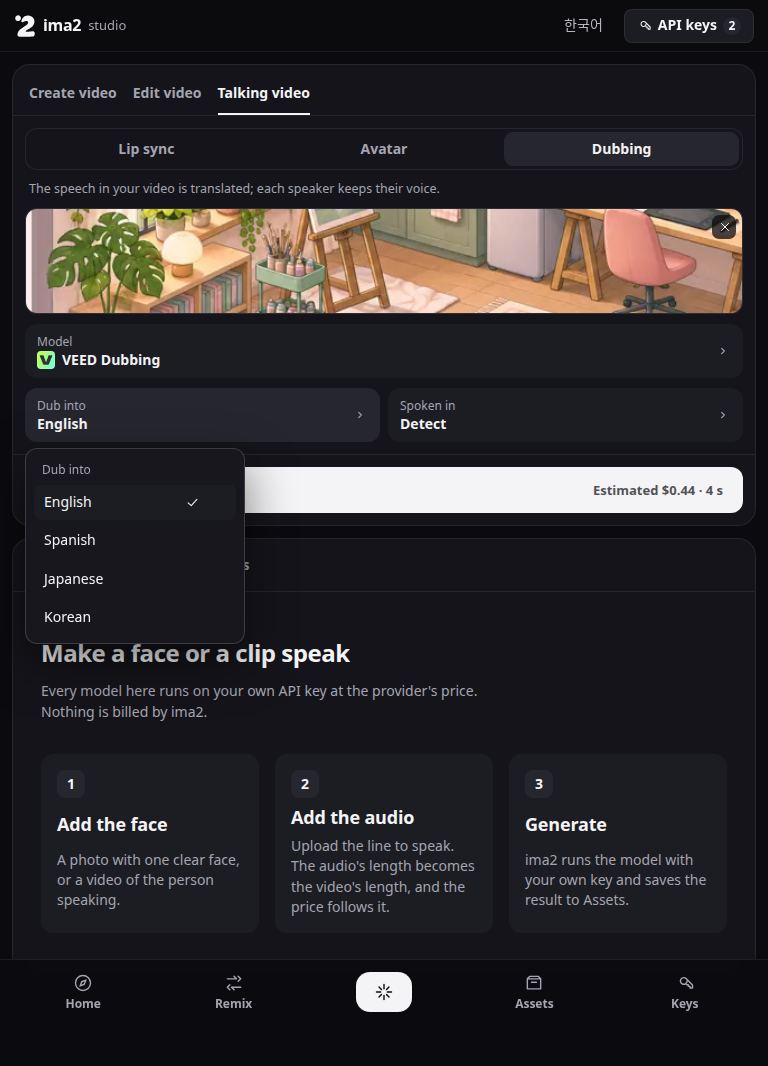 ima2 studio
한국어
API keys 2
Create video Edit video Talking video
Lip sync Avatar Dubbing
The speech in your video is translated; each speaker keeps their voice.
Model
VEED Dubbing
Dub into
English
Spoken in
Detect
Estimated $0.44 · 4 s
Dub into
English
Spanish
Japanese
Korean
Make a face or a clip speak
Every model here runs on your own API key at the provider's price.
Nothing is billed by ima2.
1
Add the face
A photo with one clear face,
or a video of the person
speaking.
2
Add the audio
Upload the line to speak.
The audio's length becomes
the video's length, and the
price follows it.
3
Generate
ima2 runs the model with
your own key and saves the
result to Assets.
Home Remix Assets Keys